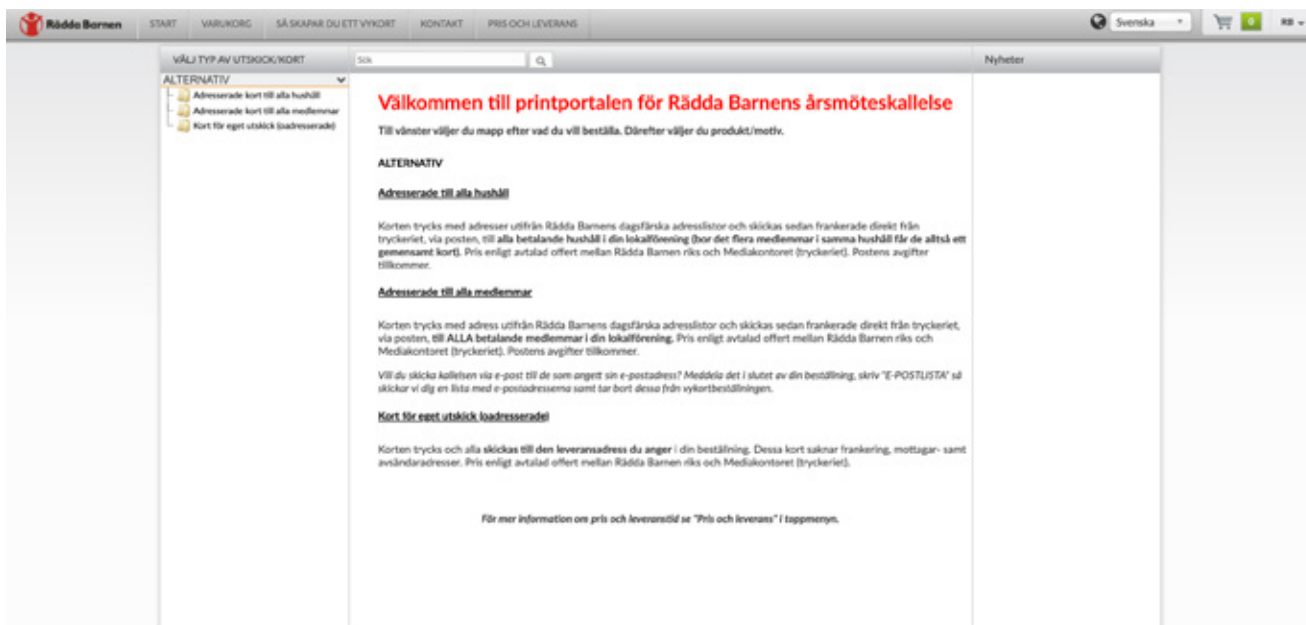 Rädda Barnen
START
VARUKORG
SÅ SKAPAR DU ETT VYKORT
KONTAKT
PRIS OCH LEVERANS
Svenska
0
RB
VÄLJ TYP AV UTSKICK/KORT
Sök
Nyheter
ALTERNATIV
Adresserade kort till alla hushåll
Adresserade kort till alla medlemmar
Kort för eget utskick (oadresserade)
Välkommen till printportalen för Rädda Barnens årsmöteskallelse
Till vänster väljer du mapp efter vad du vill beställa. Därefter väljer du produkt/motiv.
ALTERNATIV
Adresserade till alla hushåll
Korten trycks med adresser utifrån Rädda Barnens dagsfärska adresslistor och skickas sedan frankerade direkt från
tryckeriet, via posten, till alla betalande hushåll i din lokalförening (bor det flera medlemmar i samma hushåll får de alltså ett
gemensamt kort). Pris enligt avtalad offert mellan Rädda Barnen riks och Mediakontoret (tryckeriet). Postens avgifter
tillkommer.
Adresserade till alla medlemmar
Korten trycks med adress utifrån Rädda Barnens dagsfärska adresslistor och skickas sedan frankerade direkt från tryckeriet,
via posten, till ALLA betalande medlemmar i din lokalförening. Pris enligt avtalad offert mellan Rädda Barnen riks och
Mediakontoret (tryckeriet). Postens avgifter tillkommer.
Vill du skicka kallelsen via e-post till de som angett sin e-postadress? Meddela det i slutet av din beställning, skriv "E-POSTLISTA" så
skickar vi dig en lista med e-postadresserna samt tar bort dessa från vykortbeställningen.
Kort för eget utskick (oadresserade)
Korten trycks och alla skickas till den leveransadress du anger i din beställning. Dessa kort saknar frankering, mottagar- samt
avsändaradresser. Pris enligt avtalad offert mellan Rädda Barnen riks och Mediakontoret (tryckeriet).
För mer information om pris och leveranstid se "Pris och leverans" i toppmenyn.